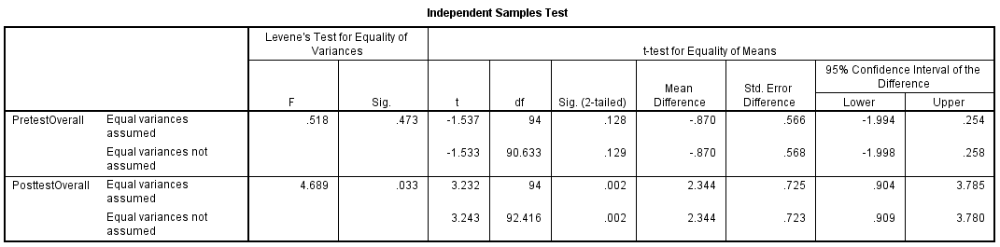 Independent Samples Test
Levene's Test for Equality of Variances
t-test for Equality of Means
F
Sig.
t
df
Sig. (2-tailed)
Mean Difference
Std. Error Difference
95% Confidence Interval of the Difference
Lower
Upper
PretestOverall Equal variances assumed .518 .473 -1.537 94 .128 -.870 .566 -1.994 .254
Equal variances not assumed -1.533 90.633 .129 -.870 .568 -1.998 .258
PosttestOverall Equal variances assumed 4.689 .033 3.232 94 .002 2.344 .725 .904 3.785
Equal variances not assumed 3.243 92.416 .002 2.344 .723 .909 3.780